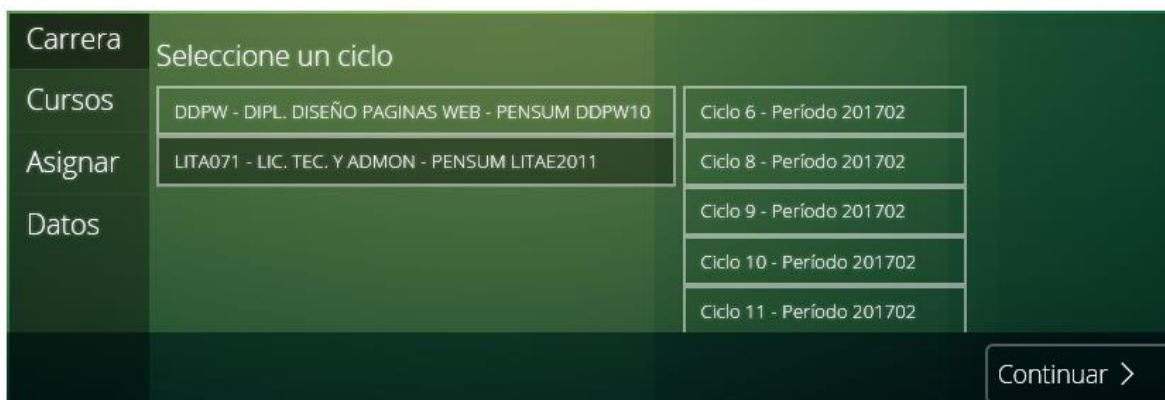 Carrera
Cursos
Asignar
Datos
Seleccione un ciclo
DDPW - DIPL. DISEÑO PAGINAS WEB - PENSUM DDPW10
LITA071 - LIC. TEC. Y ADMON - PENSUM LITAE2011
Ciclo 6 - Período 201702
Ciclo 8 - Período 201702
Ciclo 9 - Período 201702
Ciclo 10 - Período 201702
Ciclo 11 - Período 201702
Continuar >